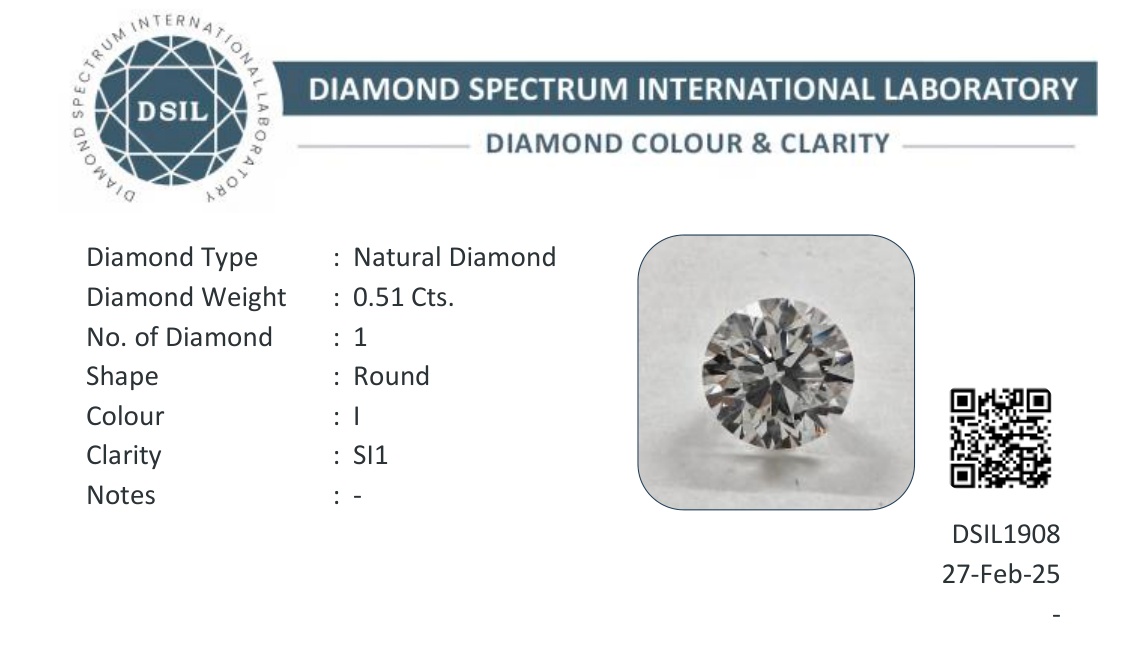 DIAMOND SPECTRUM INTERNATIONAL LABORATORY
DSIL
DIAMOND SPECTRUM INTERNATIONAL LABORATORY
DIAMOND COLOUR & CLARITY
Diamond Type : Natural Diamond
Diamond Weight : 0.51 Cts.
No. of Diamond : 1
Shape : Round
Colour : I
Clarity : SI1
Notes : -
DSIL1908
27-Feb-25
-